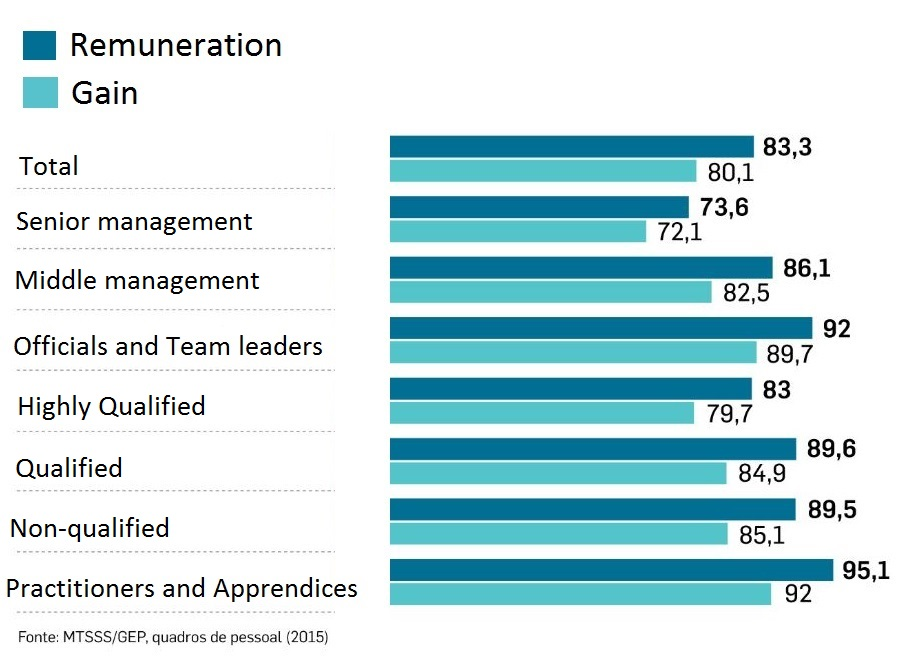 Remuneration
Gain
Total 83,3
80,1
Senior management 73,6
72,1
Middle management 86,1
82,5
Officials and Team leaders 92
89,7
Highly Qualified 83
79,7
Qualified 89,6
84,9
Non-qualified 89,5
85,1
Practitioners and Apprendices 95,1
92
Fonte: MTSSS/GEP, quadros de pessoal (2015)